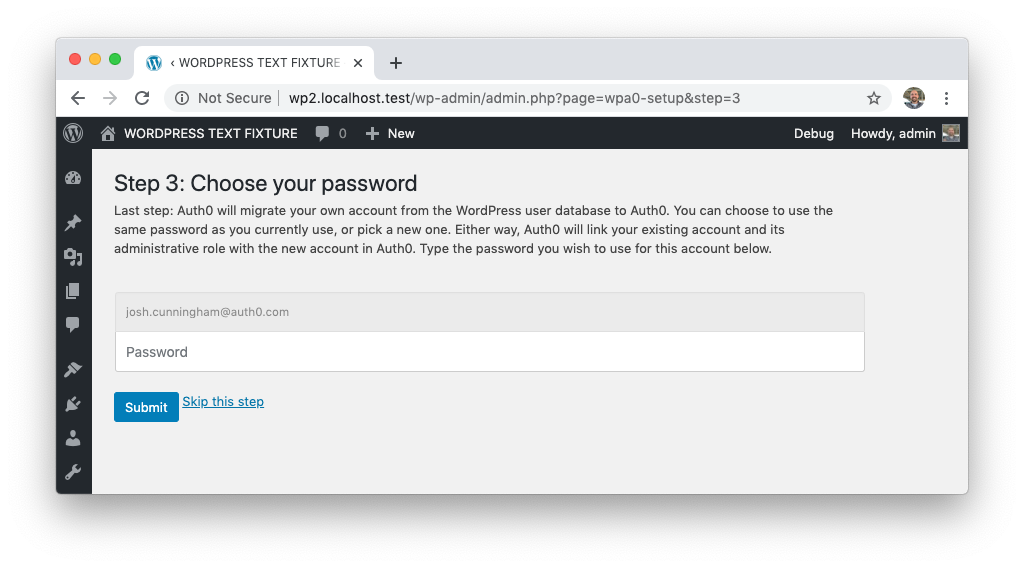 ‹ WORDPRESS TEXT FIXTURE
Not Secure | wp2.localhost.test/wp-admin/admin.php?page=wpa0-setup&step=3
WORDPRESS TEXT FIXTURE 0 New Debug Howdy, admin
Step 3: Choose your password
Last step: Auth0 will migrate your own account from the WordPress user database to Auth0. You can choose to use the
same password as you currently use, or pick a new one. Either way, Auth0 will link your existing account and its
administrative role with the new account in Auth0. Type the password you wish to use for this account below.
josh.cunningham@auth0.com
Password
Submit Skip this step